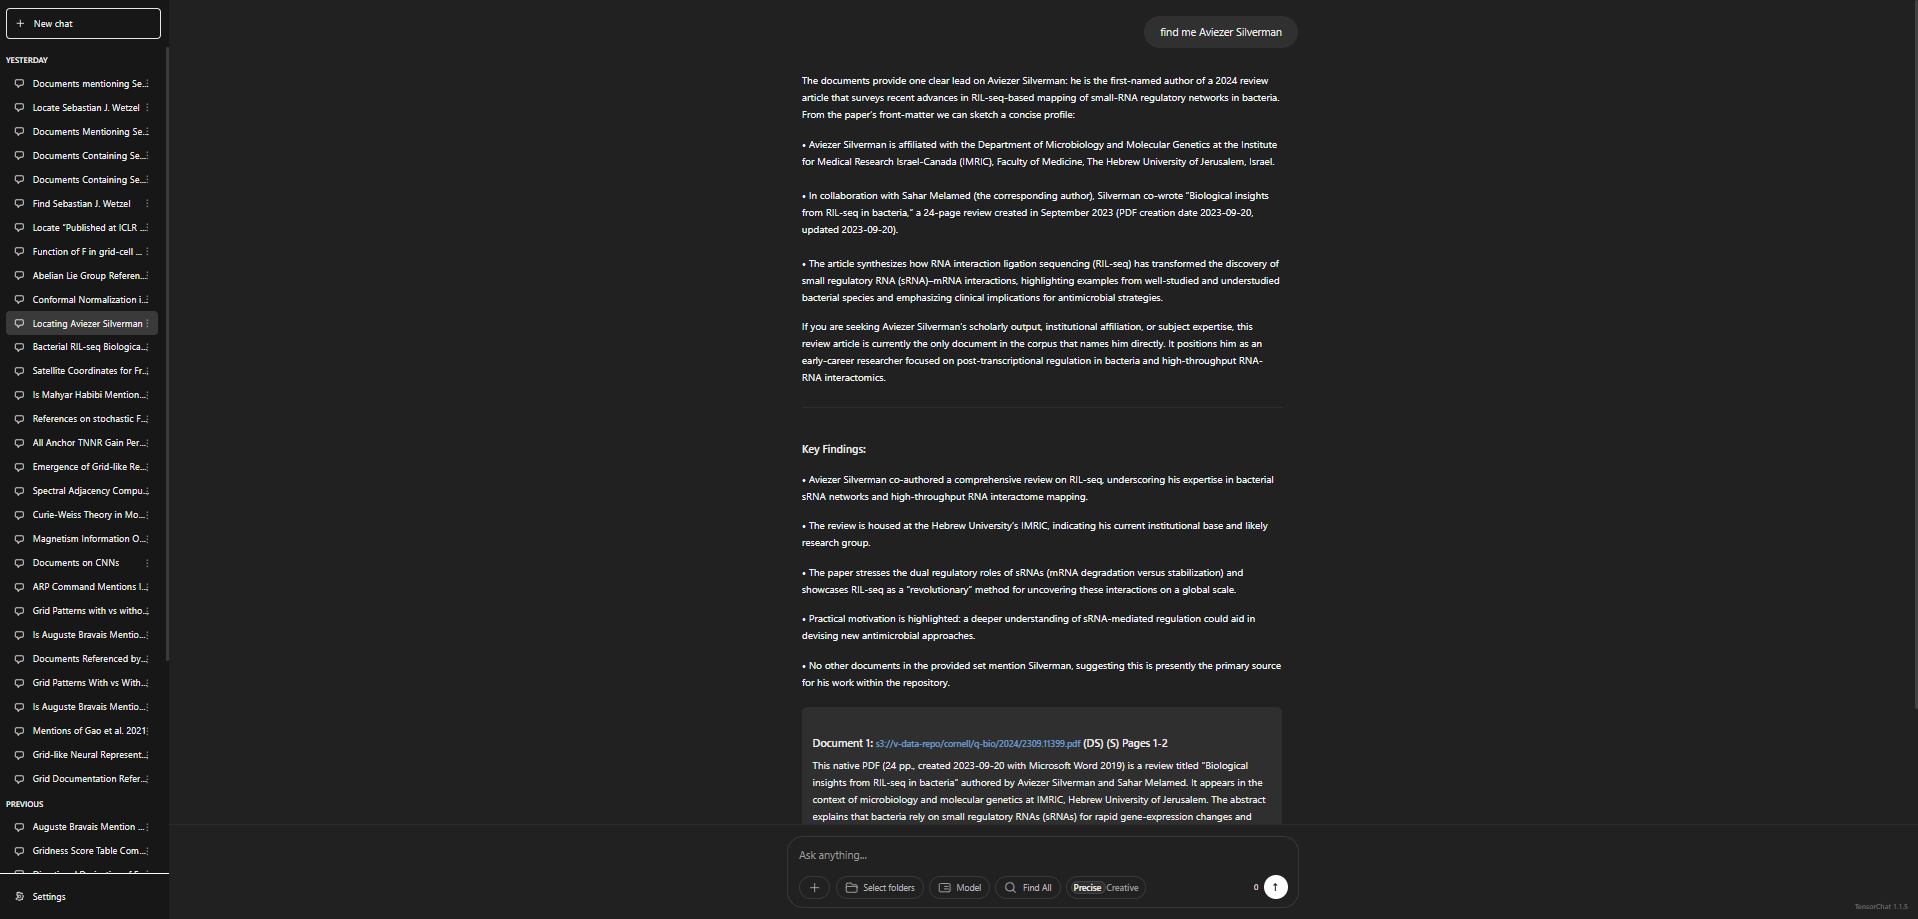 New chat
YESTERDAY
Documents mentioning Se...
Locate Sebastian J. Wetzel
Documents Mentioning Se...
Documents Containing Se...
Documents Containing Se...
Find Sebastian J. Wetzel
Locate "Published at ICLR ...
Function of F in grid-cell ...
Abelian Lie Group Referen...
Conformal Normalization i...
Locating Aviezer Silverman
Bacterial RIL-seq Biologica...
Satellite Coordinates for Fr...
Is Mahyar Habibi Mention...
References on stochastic F...
All Anchor TNNR Gain Per...
Emergence of Grid-like Re...
Spectral Adjacency Compu...
Curie-Weiss Theory in Mo...
Magnetism Information O...
Documents on CNNs
ARP Command Mentions I...
Grid Patterns with vs witho...
Is Auguste Bravais Mentio...
Documents Referenced by...
Grid Patterns With vs With...
Is Auguste Bravais Mentio...
Mentions of Gao et al. 2021
Grid-like Neural Represent...
Grid Documentation Refer...
PREVIOUS
Auguste Bravais Mention ...
Gridness Score Table Com...
Settings
find me Aviezer Silverman
The documents provide one clear lead on Aviezer Silverman: he is the first-named author of a 2024 review
article that surveys recent advances in RIL-seq-based mapping of small-RNA regulatory networks in bacteria.
From the paper's front-matter we can sketch a concise profile:
• Aviezer Silverman is affiliated with the Department of Microbiology and Molecular Genetics at the Institute
for Medical Research Israel-Canada (IMRIC), Faculty of Medicine, The Hebrew University of Jerusalem, Israel.
• In collaboration with Sahar Melamed (the corresponding author), Silverman co-wrote "Biological insights
from RIL-seq in bacteria," a 24-page review created in September 2023 (PDF creation date 2023-09-20,
updated 2023-09-20).
• The article synthesizes how RNA interaction ligation sequencing (RIL-seq) has transformed the discovery of
small regulatory RNA (sRNA)–mRNA interactions, highlighting examples from well-studied and understudied
bacterial species and emphasizing clinical implications for antimicrobial strategies.
If you are seeking Aviezer Silverman's scholarly output, institutional affiliation, or subject expertise, this
review article is currently the only document in the corpus that names him directly. It positions him as an
early-career researcher focused on post-transcriptional regulation in bacteria and high-throughput RNA-
RNA interactomics.
Key Findings:
• Aviezer Silverman co-authored a comprehensive review on RIL-seq, underscoring his expertise in bacterial
sRNA networks and high-throughput RNA interactome mapping.
• The review is housed at the Hebrew University's IMRIC, indicating his current institutional base and likely
research group.
• The paper stresses the dual regulatory roles of sRNAs (mRNA degradation versus stabilization) and
showcases RIL-seq as a "revolutionary" method for uncovering these interactions on a global scale.
• Practical motivation is highlighted: a deeper understanding of sRNA-mediated regulation could aid in
devising new antimicrobial approaches.
• No other documents in the provided set mention Silverman, suggesting this is presently the primary source
for his work within the repository.
Document 1: s3://v-data-repo/cornell/q-bio/2024/2309.11399.pdf (DS) (S) Pages 1-2
This native PDF (24 pp., created 2023-09-20 with Microsoft Word 2019) is a review titled "Biological
insights from RIL-seq in bacteria" authored by Aviezer Silverman and Sahar Melamed. It appears in the
context of microbiology and molecular genetics at IMRIC, Hebrew University of Jerusalem. The abstract
explains that bacteria rely on small regulatory RNAs (sRNAs) for rapid gene-expression changes and
Ask anything...
Select folders
Model
Find All
Precise Creative
0
TensorChat 1.1.5